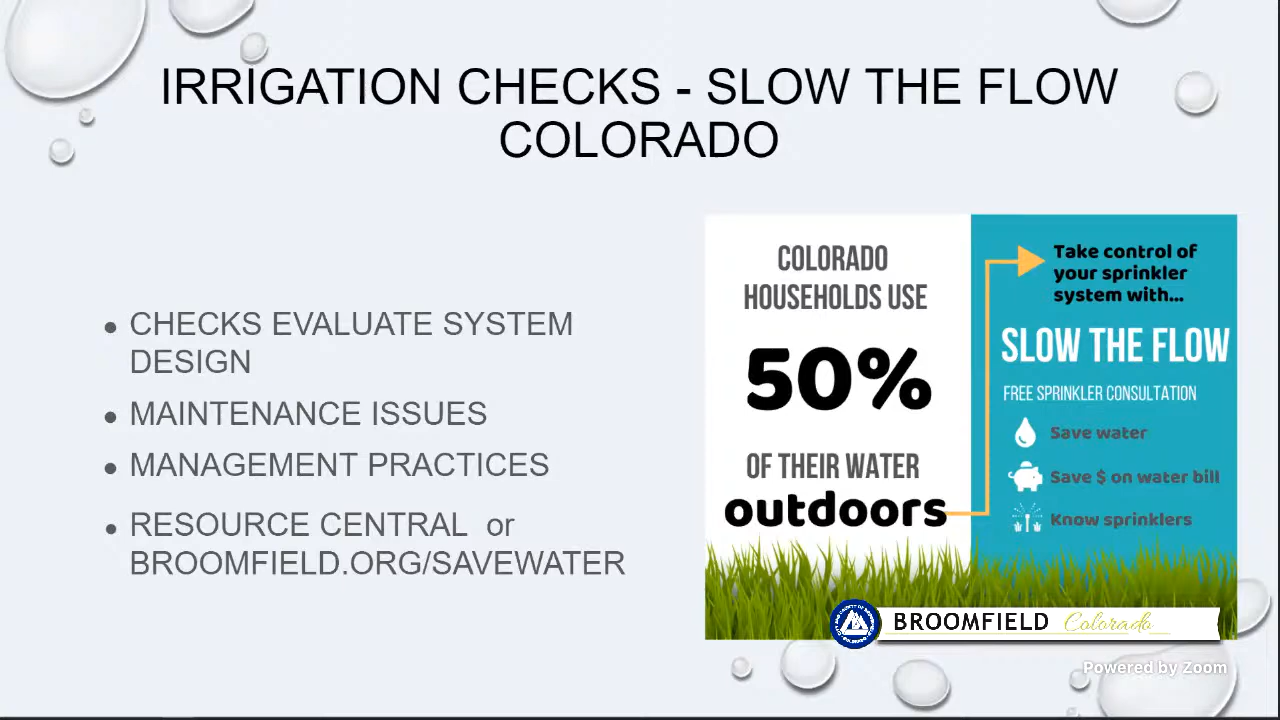 IRRIGATION CHECKS - SLOW THE FLOW
COLORADO
• CHECKS EVALUATE SYSTEM
DESIGN
• MAINTENANCE ISSUES
• MANAGEMENT PRACTICES
• RESOURCE CENTRAL or
BROOMFIELD.ORG/SAVEWATER
COLORADO
HOUSEHOLDS USE
50%
OF THEIR WATER
outdoors
Take control of
your sprinkler
system with...
SLOW THE FLOW
FREE SPRINKLER CONSULTATION
Save water
Save $ on water bill
Know sprinklers
BROOMFIELD Colorado
Powered by Zoom